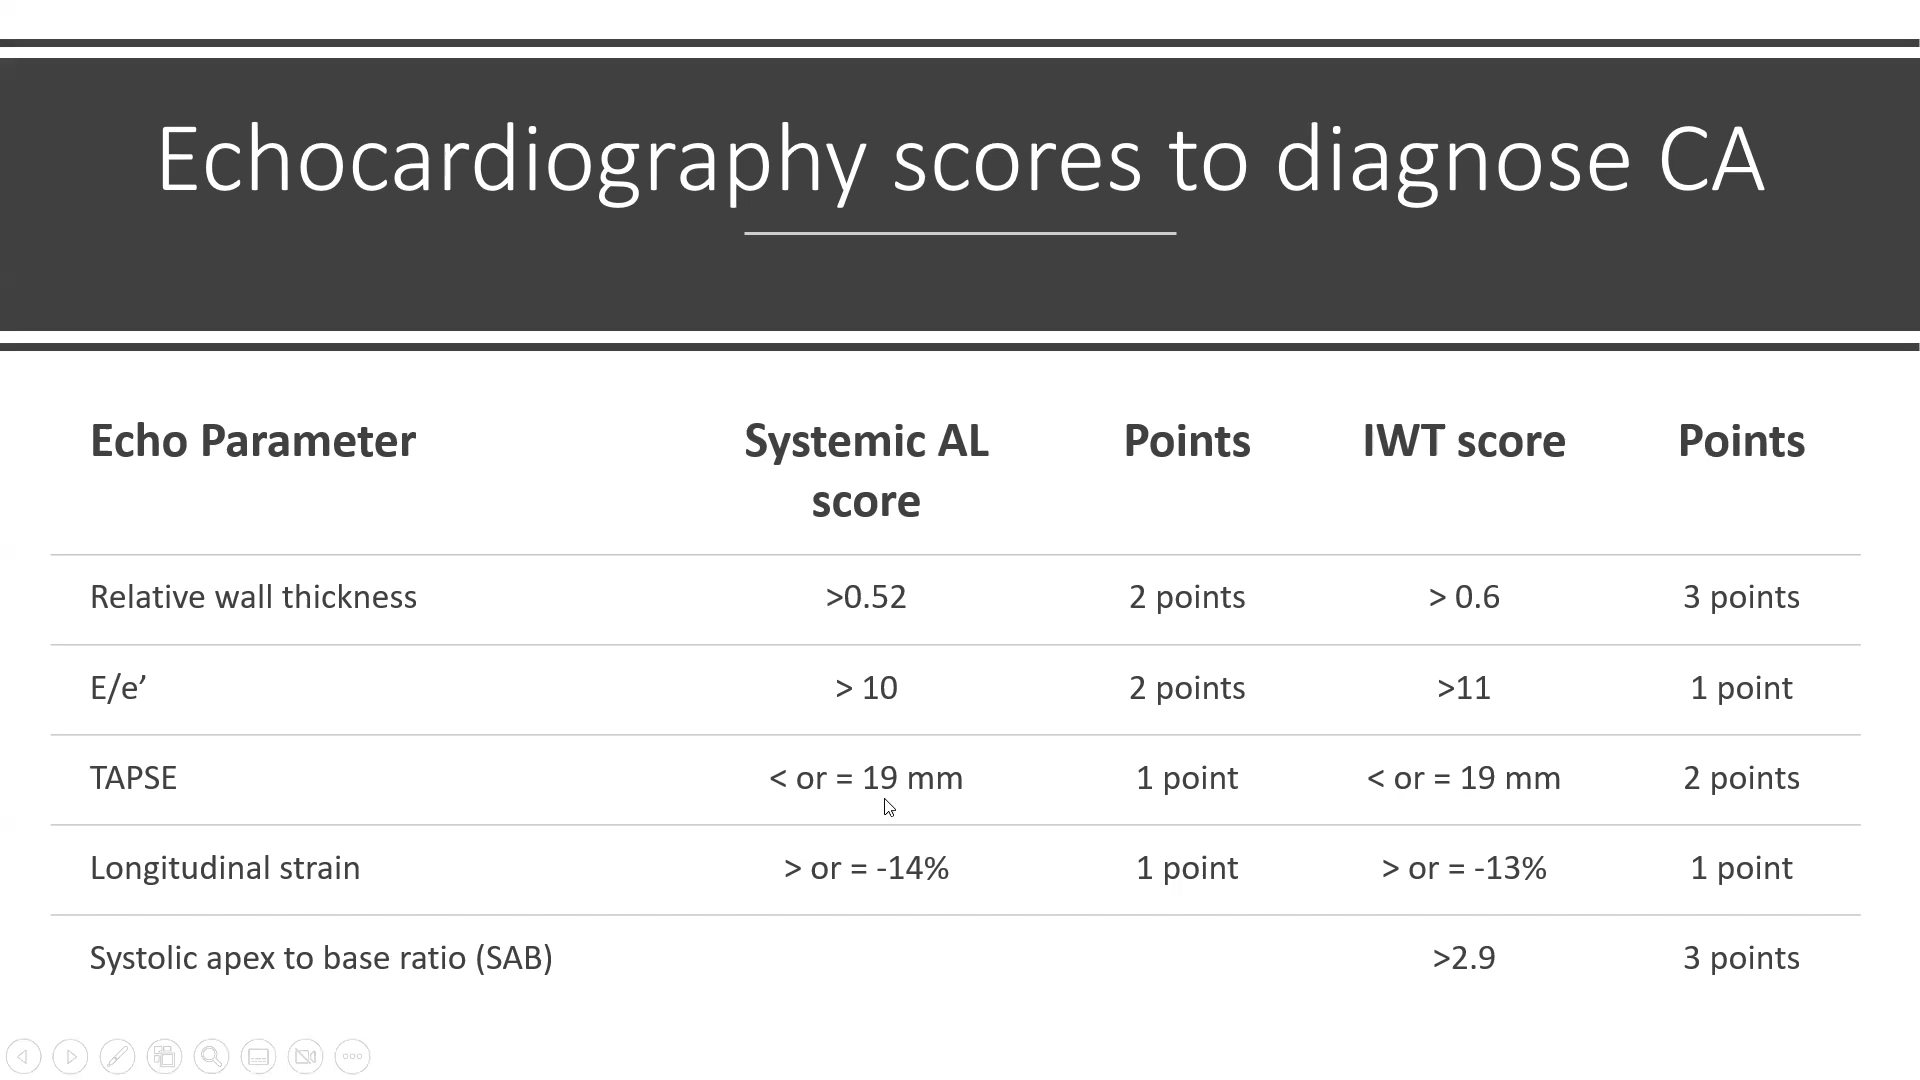 Echocardiography scores to diagnose CA
Echo Parameter Systemic AL score Points IWT score Points
Relative wall thickness >0.52 2 points > 0.6 3 points
E/e’ > 10 2 points >11 1 point
TAPSE < or = 19 mm 1 point < or = 19 mm 2 points
Longitudinal strain > or = -14% 1 point > or = -13% 1 point
Systolic apex to base ratio (SAB) >2.9 3 points